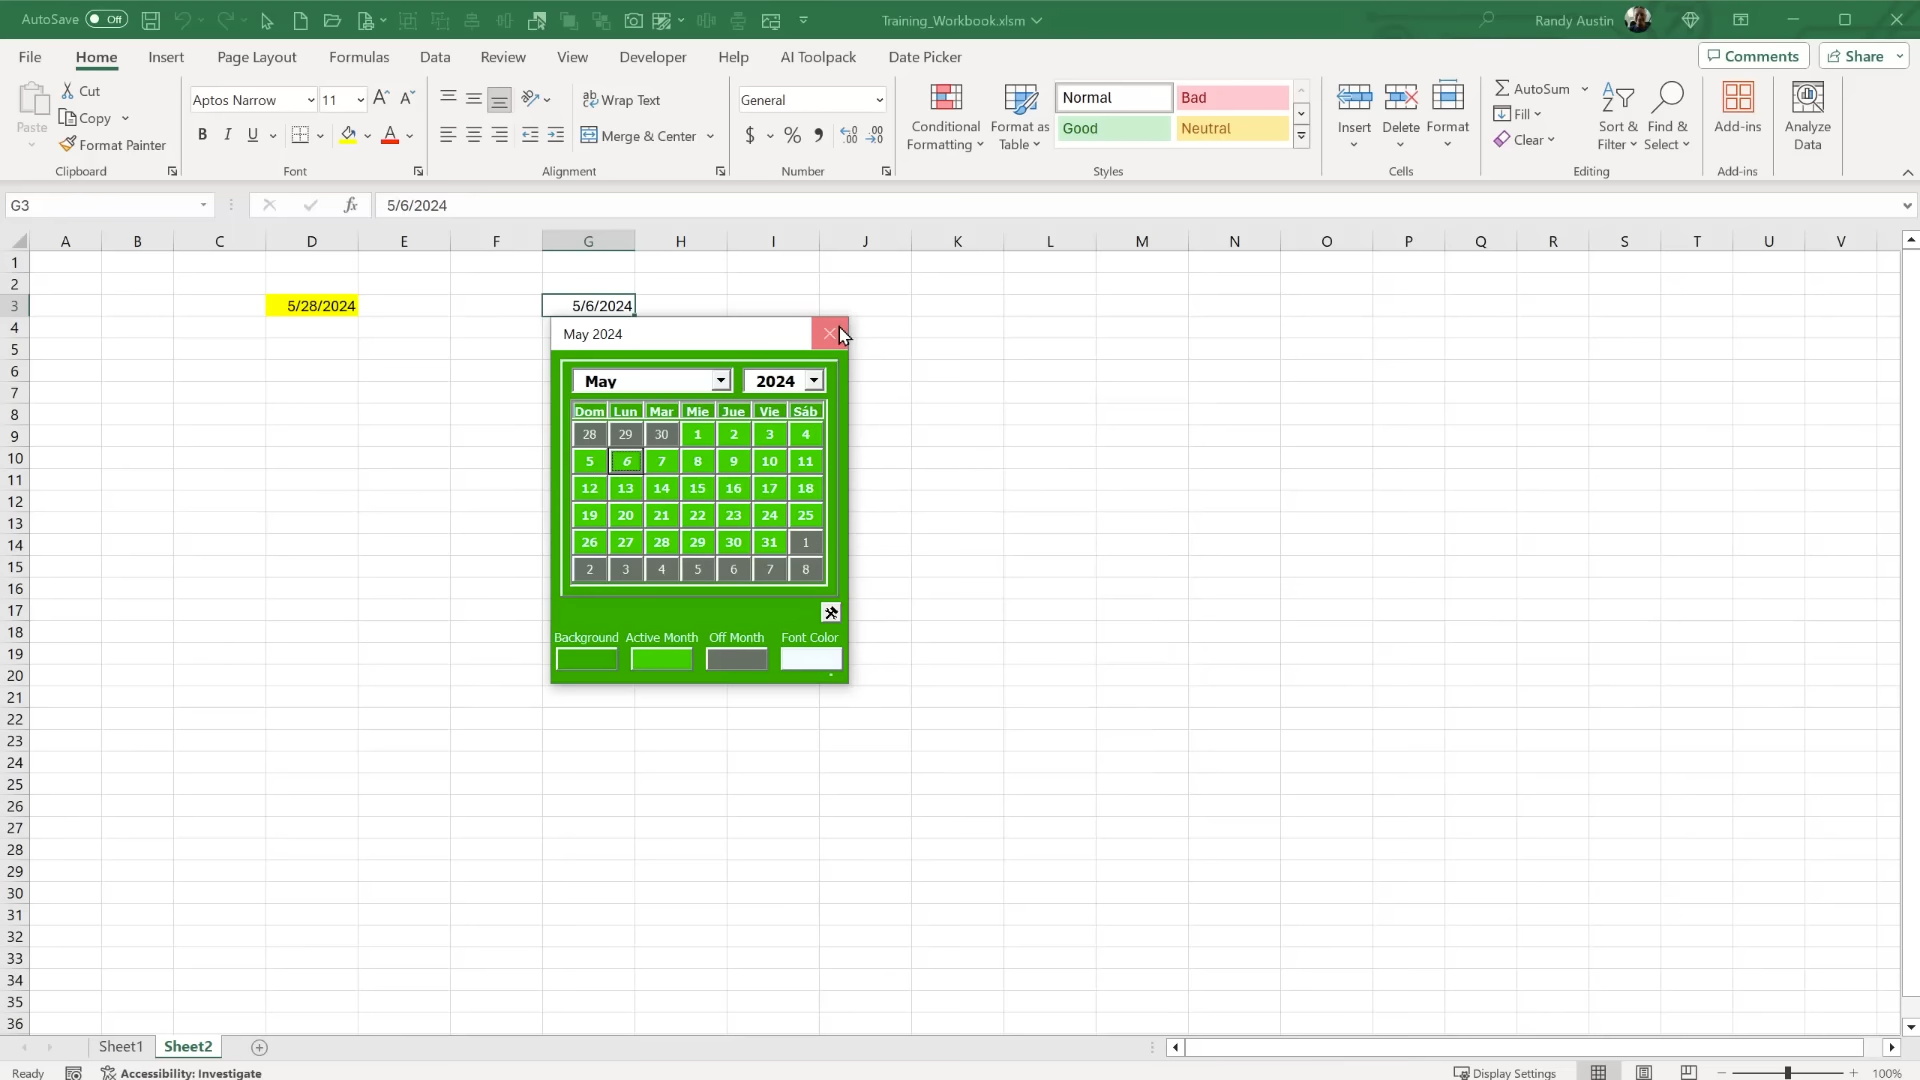 AutoSave Off Training_Workbook.xlsm Randy Austin
File Home Insert Page Layout Formulas Data Review View Developer Help AI Toolpack Date Picker Comments Share
Paste
Cut
Copy
Format Painter
Clipboard
Aptos Narrow 11
B I U
Font
Wrap Text
Merge & Center
Alignment
General
$ % 9
Number
Conditional Formatting
Format as Table
Normal Bad
Good Neutral
Styles
Insert Delete Format
Cells
AutoSum
Fill
Clear
Sort & Filter
Find & Select
Editing
Add-ins
Add-ins
Analyze Data
G3 fx 5/6/2024
A B C D E F G H I J K L M N O P Q R S T U V
1
2
3 5/28/2024 5/6/2024
4
5
6
7
8
9
10
11
12
13
14
15
16
17
18
19
20
21
22
23
24
25
26
27
28
29
30
31
32
33
34
35
36
May 2024
May 2024
Dom Lun Mar Mie Jue Vie Sáb
28 29 30 1 2 3 4
5 6 7 8 9 10 11
12 13 14 15 16 17 18
19 20 21 22 23 24 25
26 27 28 29 30 31 1
2 3 4 5 6 7 8
Background Active Month Off Month Font Color
Sheet1 Sheet2
Ready Accessibility: Investigate Display Settings 100%